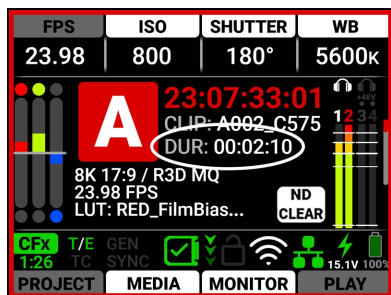 FPS ISO SHUTTER WB
23.98 800 180° 5600K
A
23:07:33:01
CLIP: A002_C575
DUR: 00:02:10
+48V
1 2 3 4
8K 17:9 / R3D MQ
23.98 FPS
LUT: RED_FilmBias...
ND
CLEAR
CFx T/E GEN
1:26 TC SYNC
15.1V 100%
PROJECT MEDIA MONITOR PLAY